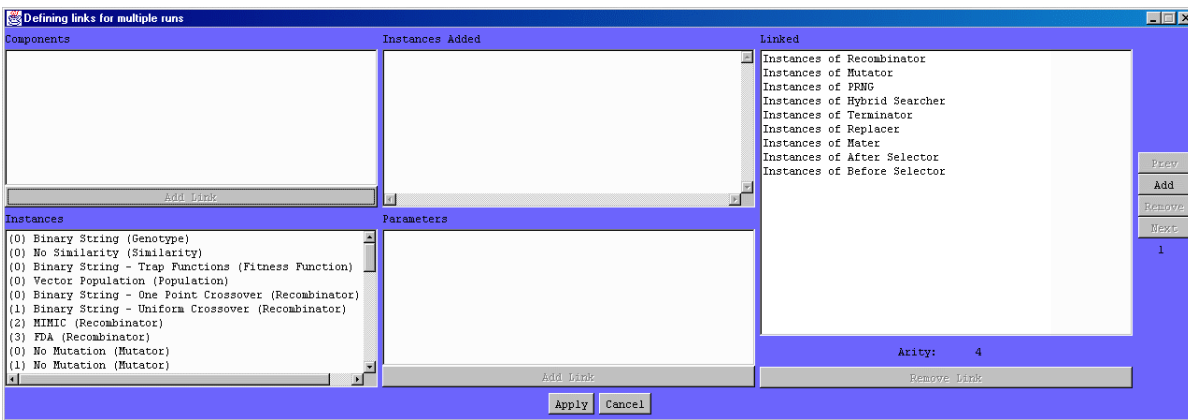 Defining links for multiple runs
Components
Add Link
Instances
(0) Binary String (Genotype)
(0) No Similarity (Similarity)
(0) Binary String - Trap Functions (Fitness Function)
(0) Vector Population (Population)
(0) Binary String - One Point Crossover (Recombinator)
(1) Binary String - Uniform Crossover (Recombinator)
(2) MIMIC (Recombinator)
(3) FDA (Recombinator)
(0) No Mutation (Mutator)
(1) No Mutation (Mutator)
Instances Added
Parameters
Add Link
Linked
Instances of Recombinator
Instances of Mutator
Instances of PRNG
Instances of Hybrid Searcher
Instances of Terminator
Instances of Replacer
Instances of Mater
Instances of After Selector
Instances of Before Selector
Arity: 4
Remove Link
Prev
Add
Remove
Next
1
Apply Cancel